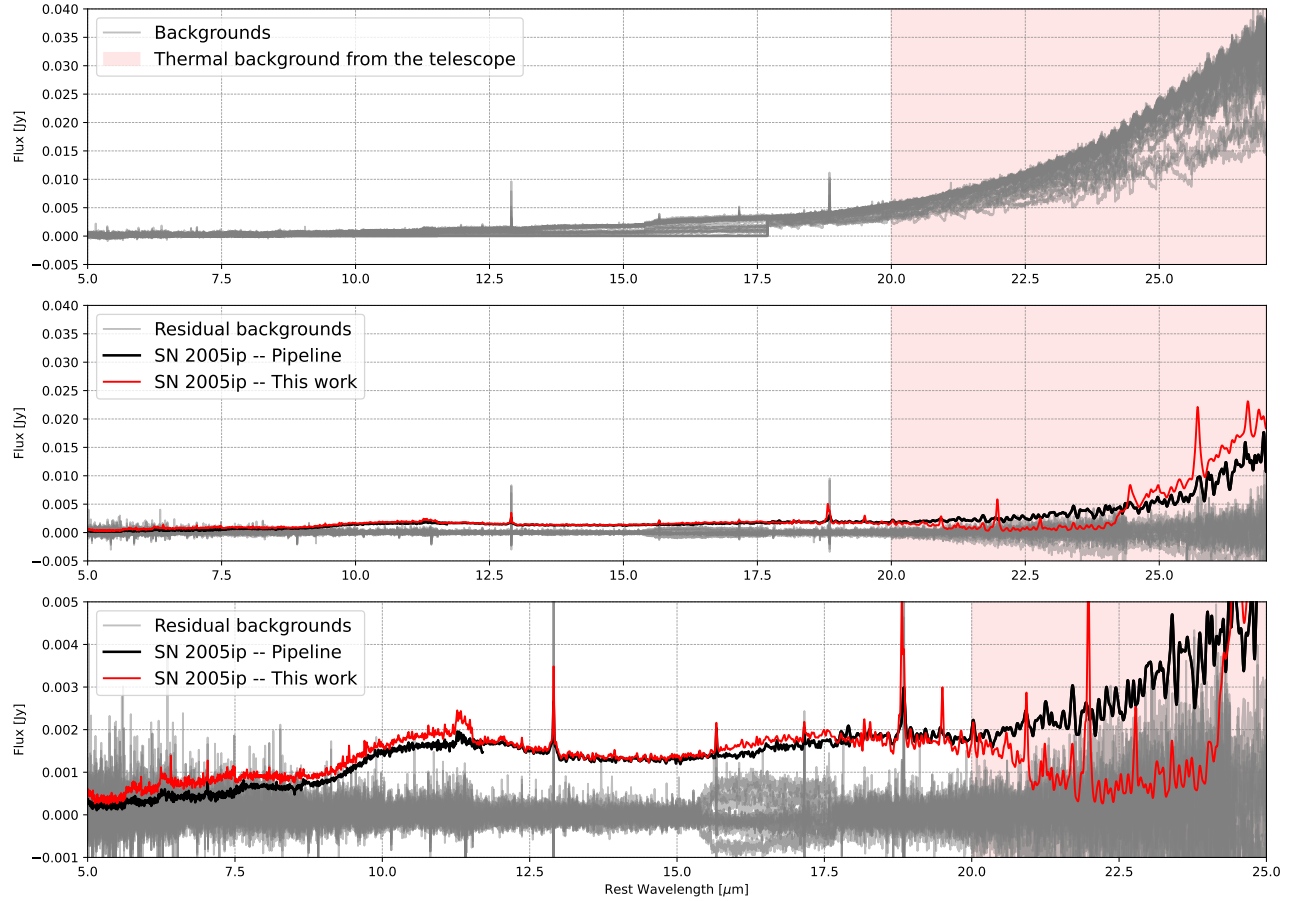 0.040
0.035
0.030
0.025
0.020
0.015
0.010
0.005
0.000
−0.005
Flux [Jy]
Backgrounds
Thermal background from the telescope
5.0 7.5 10.0 12.5 15.0 17.5 20.0 22.5 25.0
0.040
0.035
0.030
0.025
0.020
0.015
0.010
0.005
0.000
−0.005
Flux [Jy]
Residual backgrounds
SN 2005ip -- Pipeline
SN 2005ip -- This work
5.0 7.5 10.0 12.5 15.0 17.5 20.0 22.5 25.0
0.005
0.004
0.003
0.002
0.001
0.000
−0.001
Flux [Jy]
Residual backgrounds
SN 2005ip -- Pipeline
SN 2005ip -- This work
5.0 7.5 10.0 12.5 15.0 17.5 20.0 22.5 25.0
Rest Wavelength [μm]